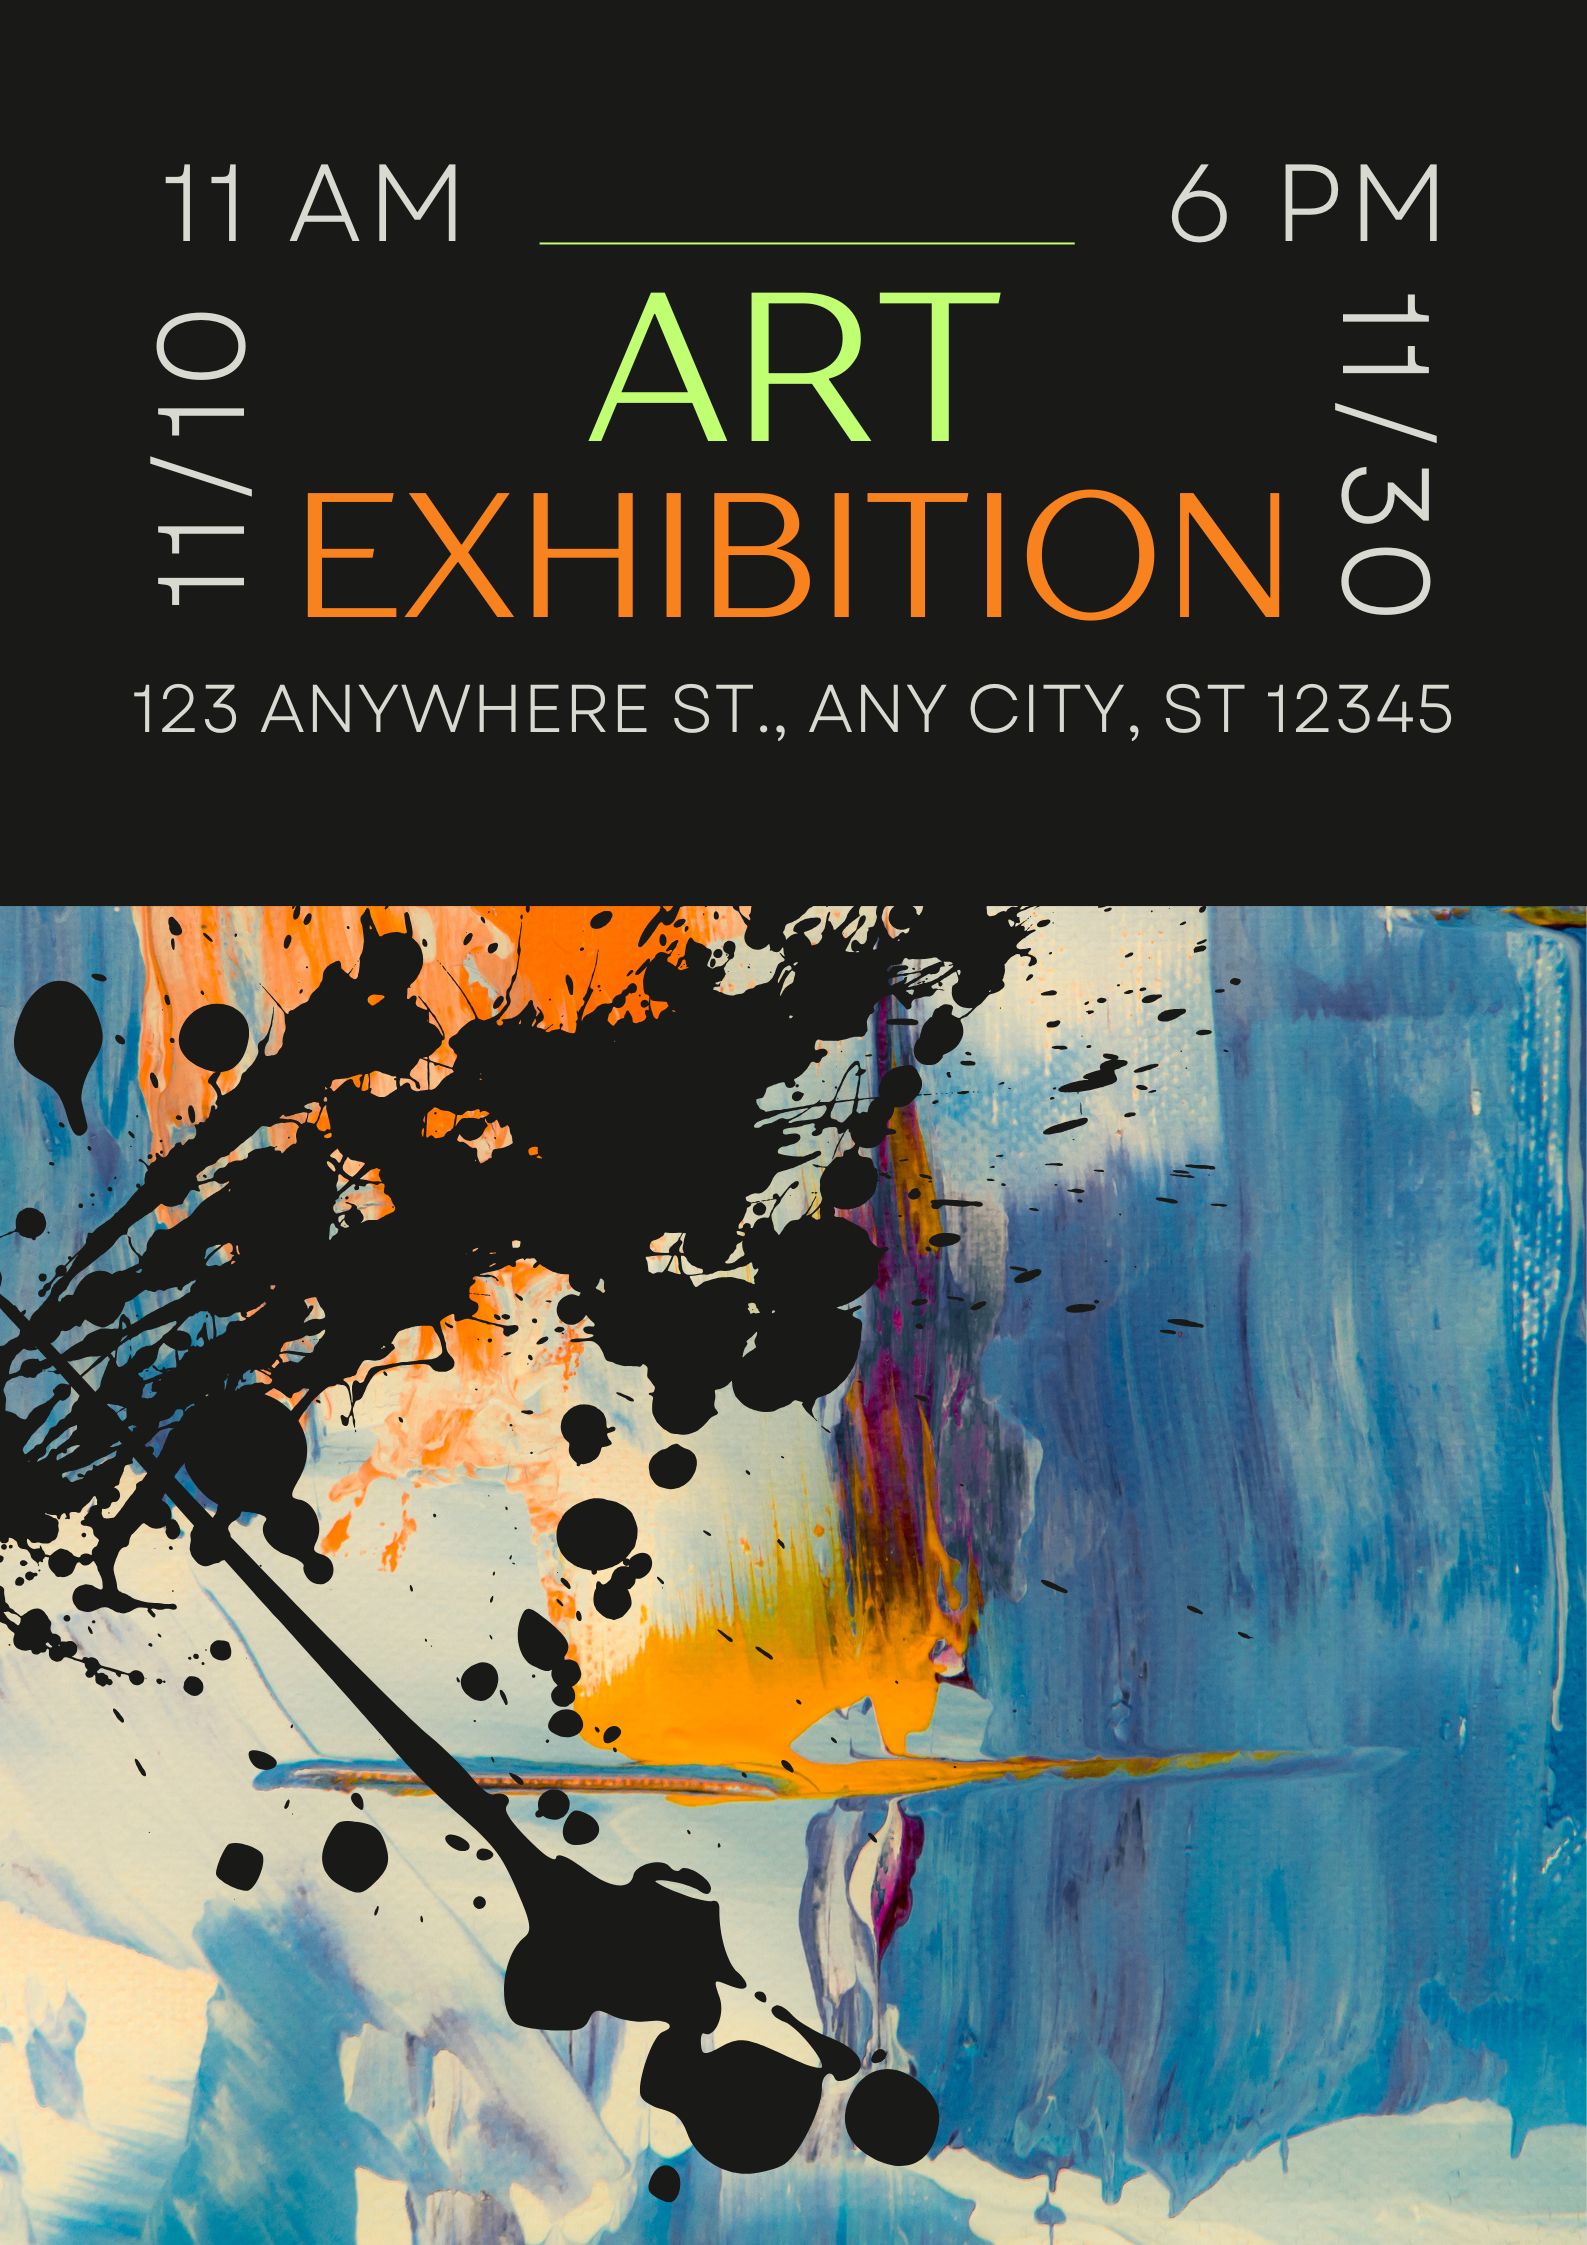 11 AM
6 PM
11/10
ART
EXHIBITION
11/30
123 ANYWHERE ST., ANY CITY, ST 12345